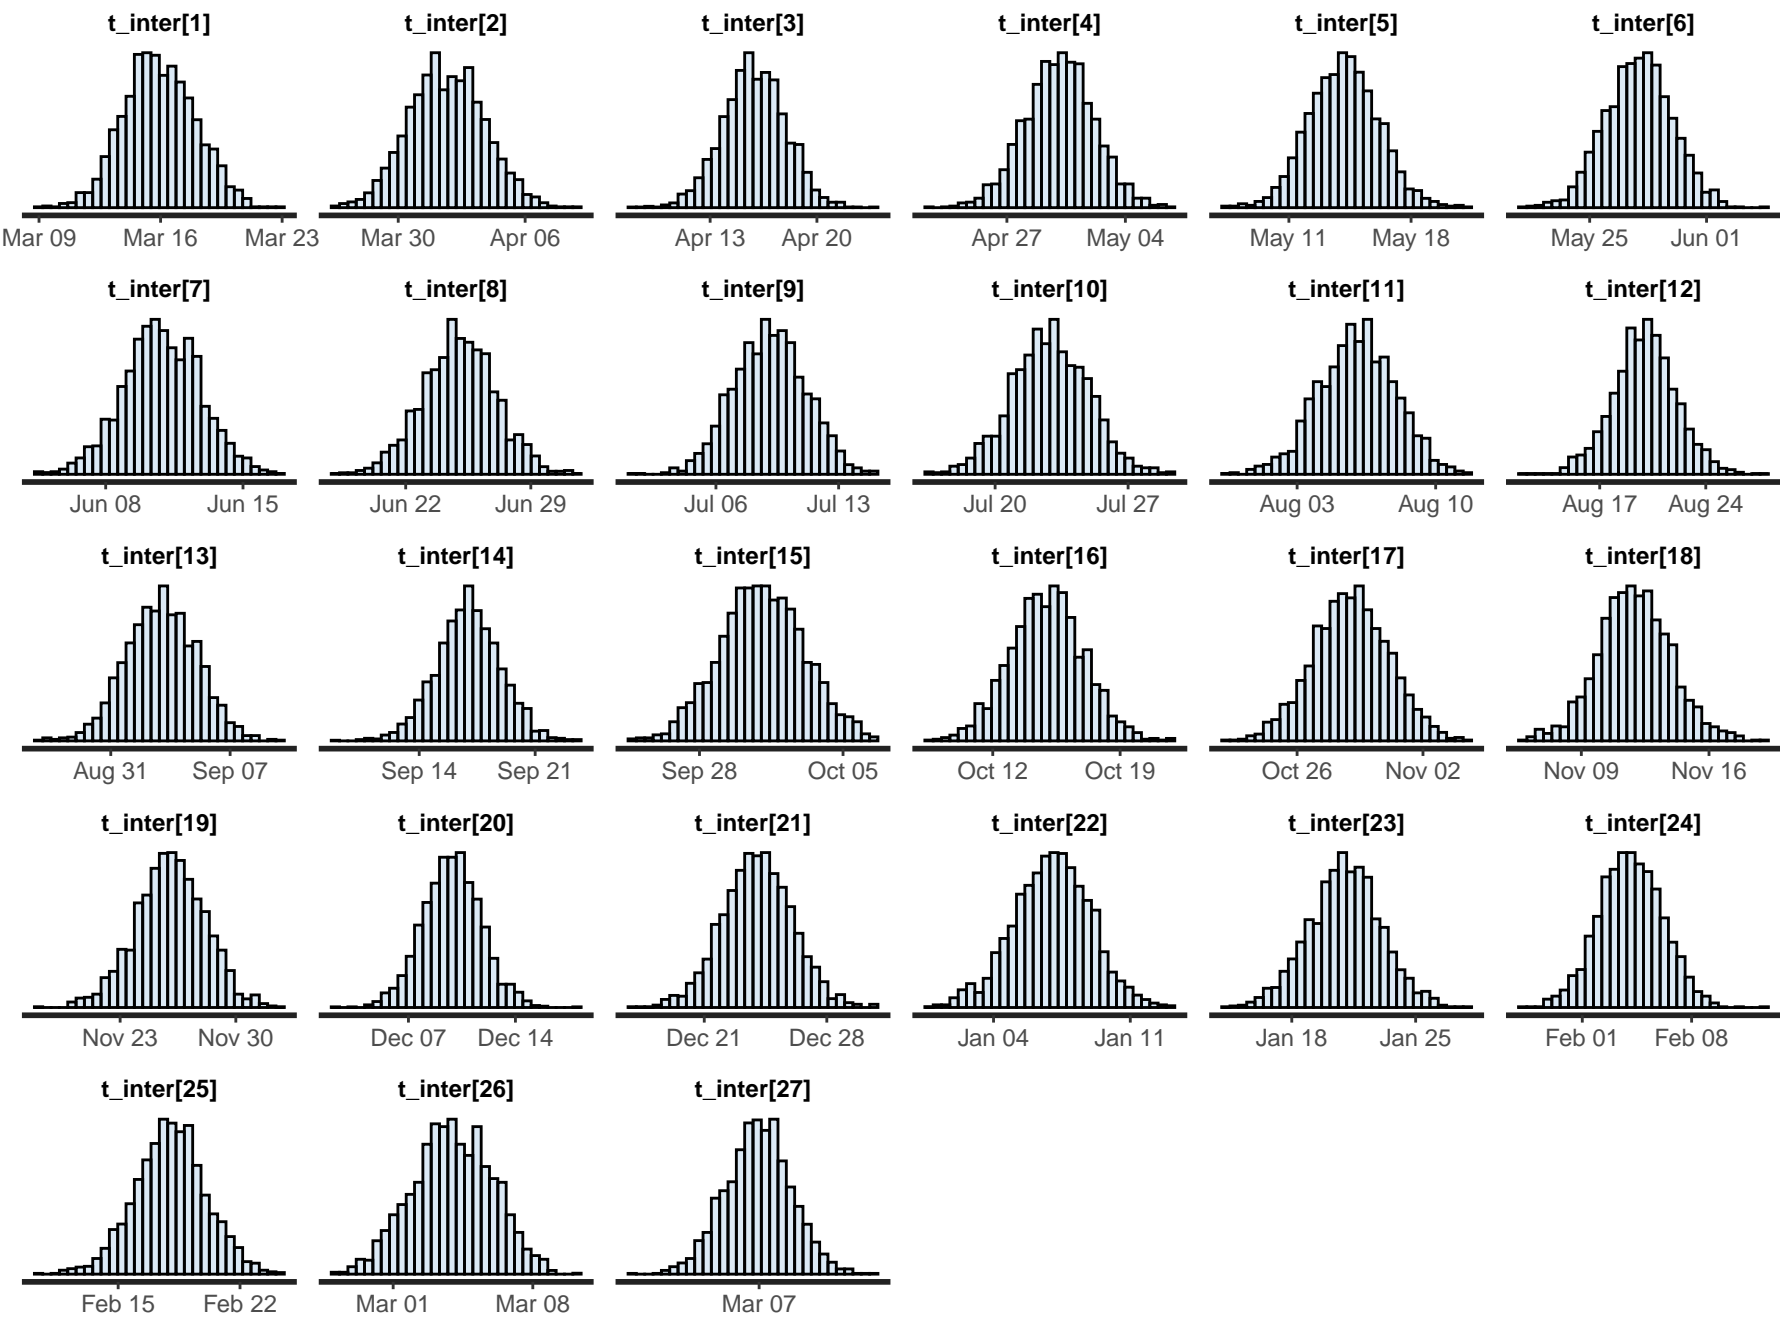 t_inter[1] t_inter[2] t_inter[3] t_inter[4] t_inter[5] t_inter[6]
Mar 09 Mar 16 Mar 23 Mar 30 Apr 06 Apr 13 Apr 20 Apr 27 May 04 May 11 May 18 May 25 Jun 01
t_inter[7] t_inter[8] t_inter[9] t_inter[10] t_inter[11] t_inter[12]
Jun 08 Jun 15 Jun 22 Jun 29 Jul 06 Jul 13 Jul 20 Jul 27 Aug 03 Aug 10 Aug 17 Aug 24
t_inter[13] t_inter[14] t_inter[15] t_inter[16] t_inter[17] t_inter[18]
Aug 31 Sep 07 Sep 14 Sep 21 Sep 28 Oct 05 Oct 12 Oct 19 Oct 26 Nov 02 Nov 09 Nov 16
t_inter[19] t_inter[20] t_inter[21] t_inter[22] t_inter[23] t_inter[24]
Nov 23 Nov 30 Dec 07 Dec 14 Dec 21 Dec 28 Jan 04 Jan 11 Jan 18 Jan 25 Feb 01 Feb 08
t_inter[25] t_inter[26] t_inter[27]
Feb 15 Feb 22 Mar 01 Mar 08 Mar 07